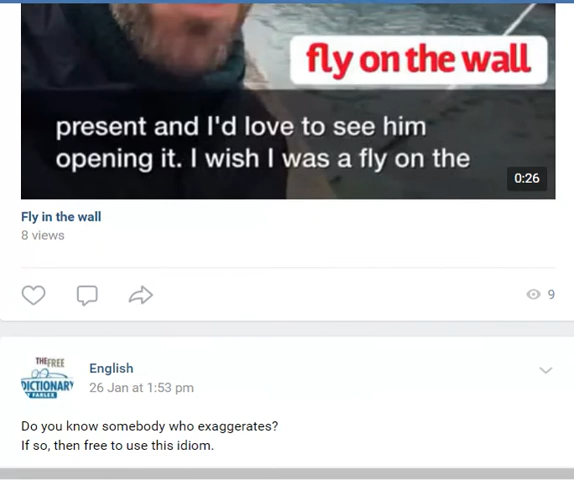 fly on the wall
present and I'd love to see him
opening it. I wish I was a fly on the
0:26
Fly in the wall
8 views
9
THE FREE
DICTIONARY
BY FARLEX
English
26 Jan at 1:53 pm
Do you know somebody who exaggerates?
If so, then free to use this idiom.